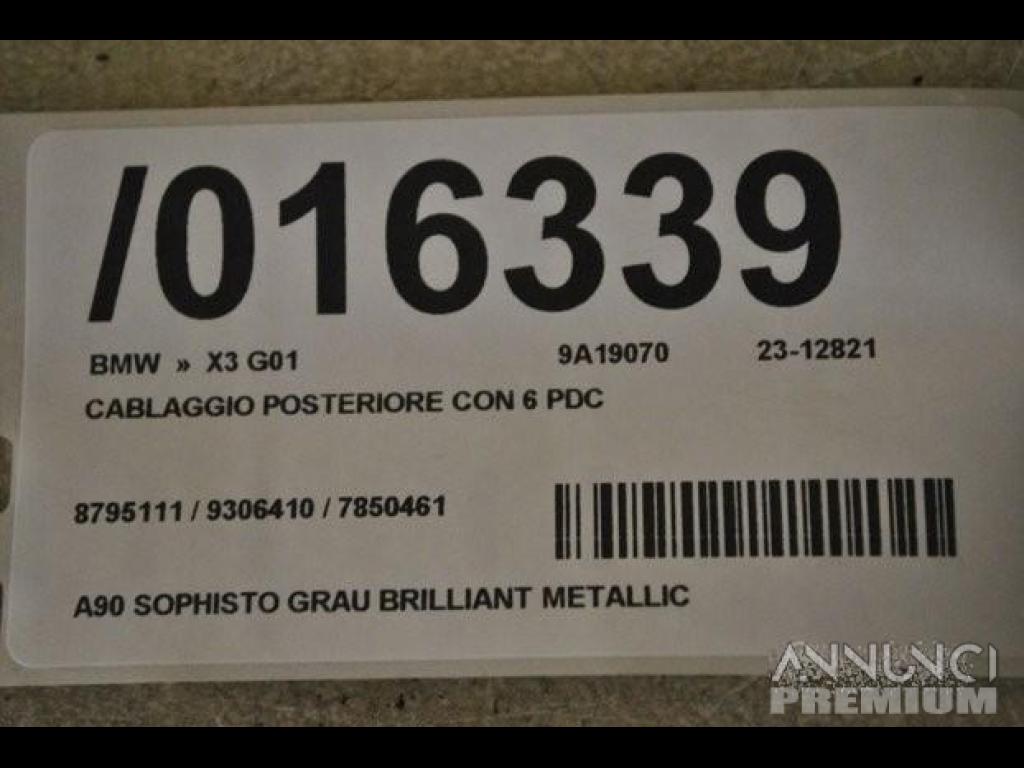 /016339
BMW » X3 G01 9A19070 23-12821
CABLAGGIO POSTERIORE CON 6 PDC
8795111 / 9306410 / 7850461
A90 SOPHISTO GRAU BRILLIANT METALLIC
ANNUNCI
PREMIUM